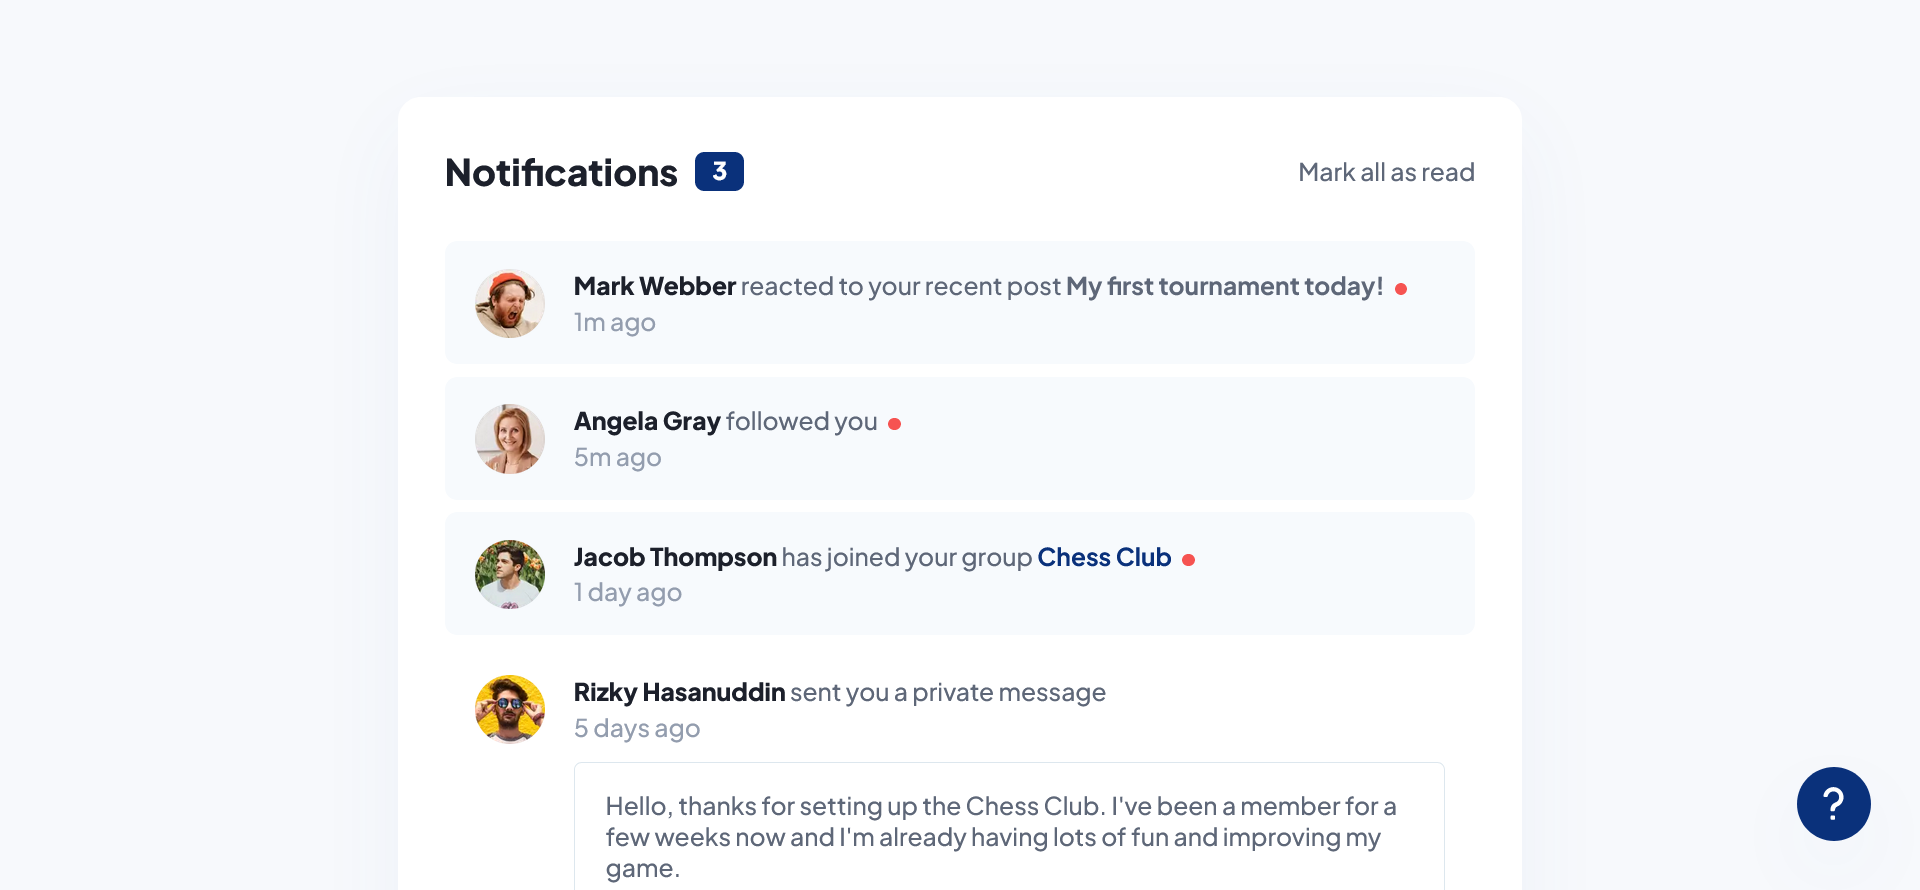 Notifications 3 Mark all as read
Mark Webber reacted to your recent post My first tournament today!
1m ago
Angela Gray followed you
5m ago
Jacob Thompson has joined your group Chess Club
1 day ago
Rizky Hasanuddin sent you a private message
5 days ago
Hello, thanks for setting up the Chess Club. I've been a member for a
few weeks now and I'm already having lots of fun and improving my
game.
?